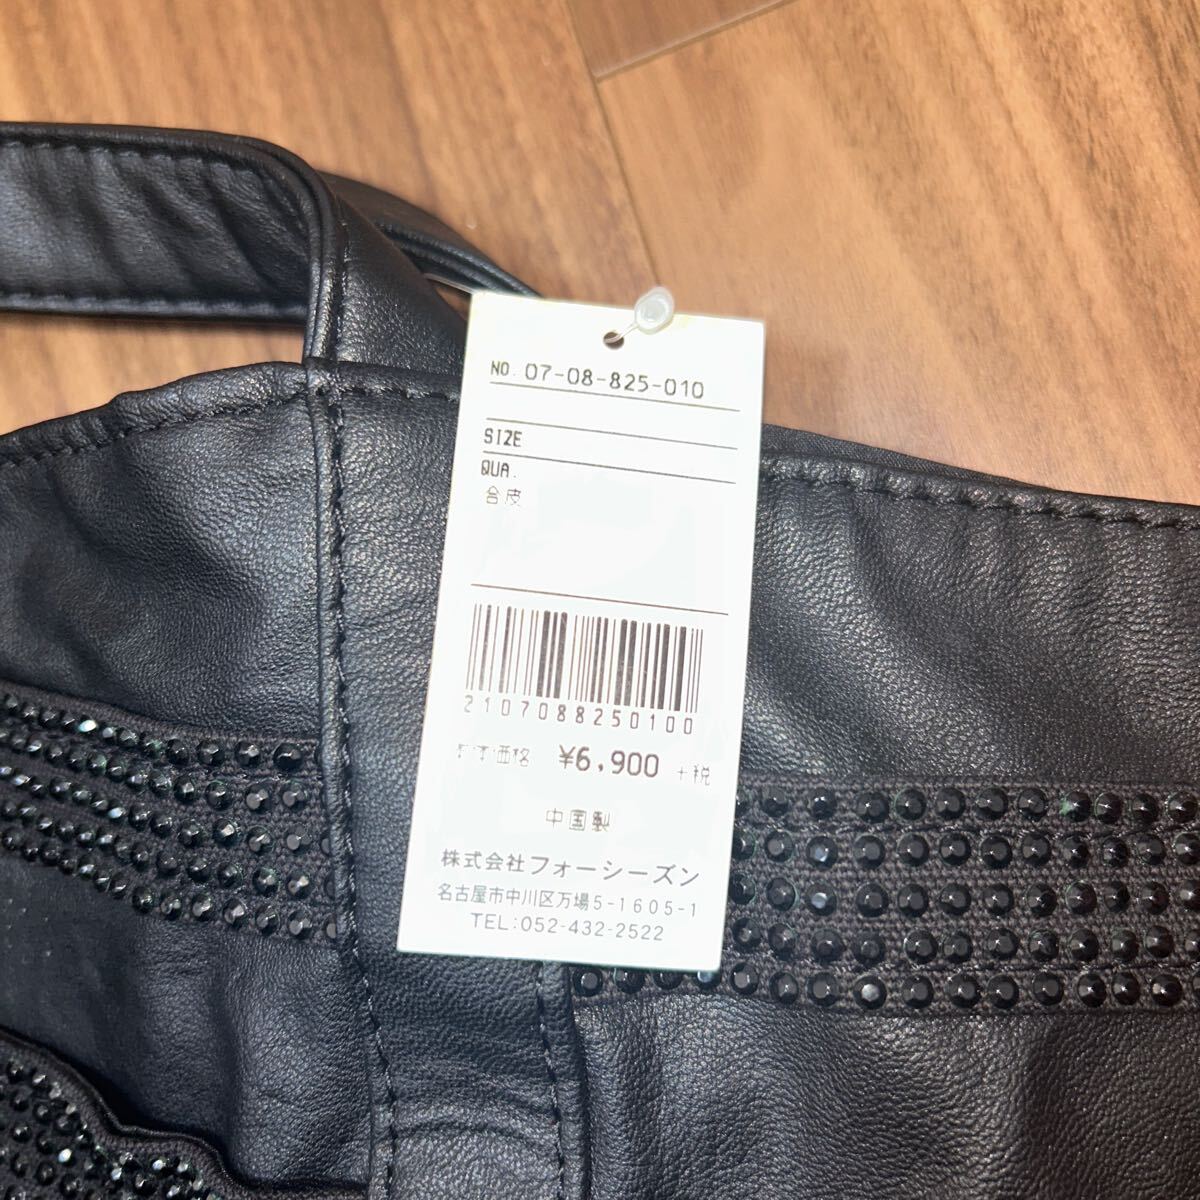 NO. 07-08-825-010
SIZE
QUA.
合皮
2107088250100
価格 ¥6,900 +税
中国製
株式会社フォーシーズン
名古屋市中川区万場5-1605-1
TEL:052-432-2522